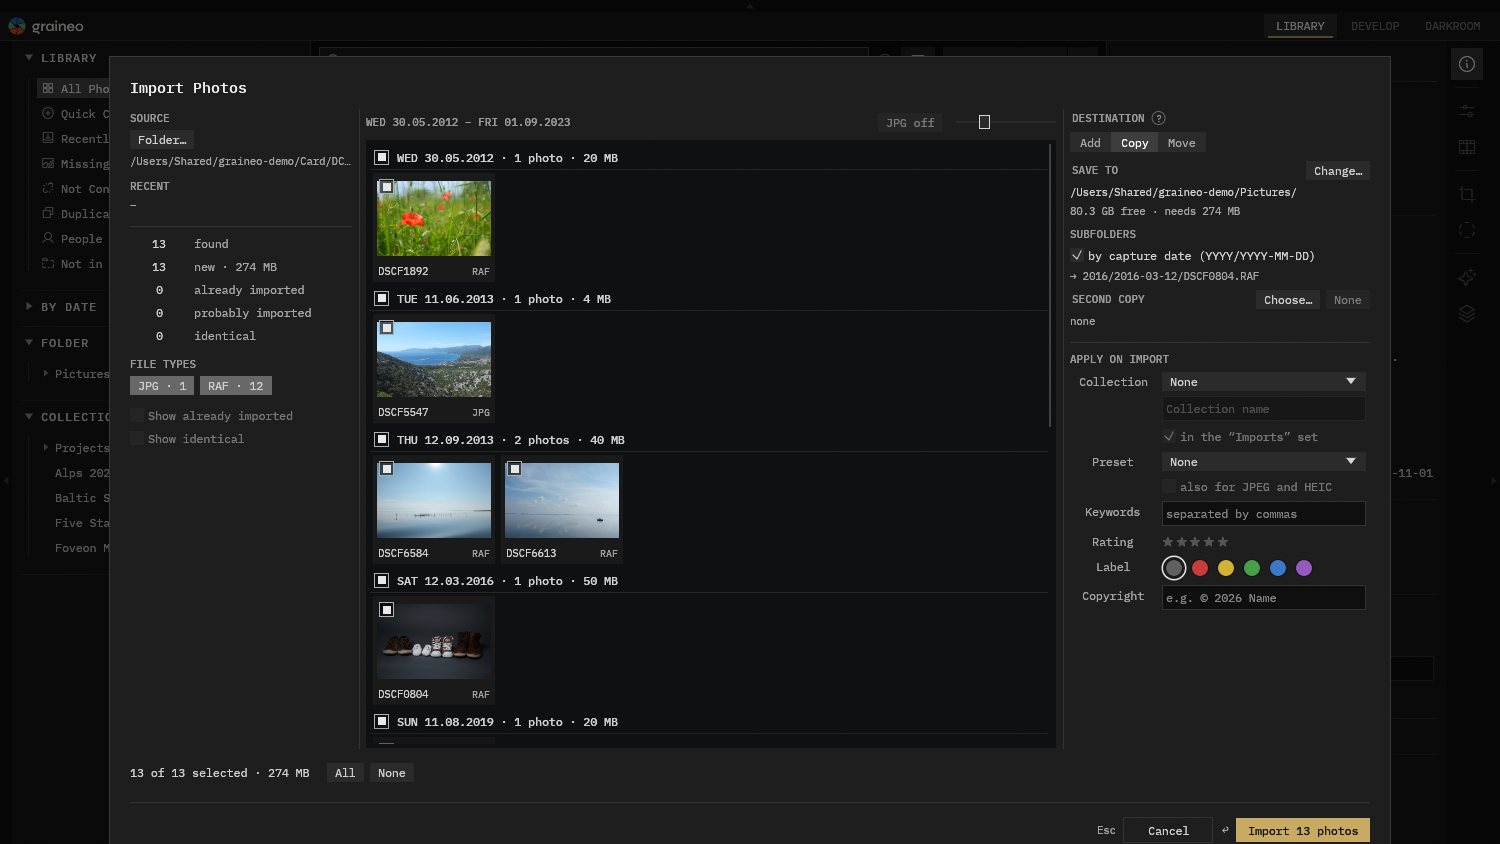 graineo
LIBRARY
DEVELOP
DARKROOM
LIBRARY
All Pho
Quick C
Recentl
Missing
Not Con
Duplica
People
Not in
BY DATE
FOLDER
Pictures
COLLECTIO
Projects
Alps 202
Baltic S
Five Sta
Foveon M
Import Photos
SOURCE
Folder…
/Users/Shared/graineo-demo/Card/DC…
RECENT
–
13 found
13 new · 274 MB
0 already imported
0 probably imported
0 identical
FILE TYPES
JPG · 1
RAF · 12
Show already imported
Show identical
WED 30.05.2012 – FRI 01.09.2023
JPG off
WED 30.05.2012 · 1 photo · 20 MB
DSCF1892 RAF
TUE 11.06.2013 · 1 photo · 4 MB
DSCF5547 JPG
THU 12.09.2013 · 2 photos · 40 MB
DSCF6584 RAF
DSCF6613 RAF
SAT 12.03.2016 · 1 photo · 50 MB
DSCF0804 RAF
SUN 11.08.2019 · 1 photo · 20 MB
DESTINATION ?
Add
Copy
Move
SAVE TO
Change…
/Users/Shared/graineo-demo/Pictures/
80.3 GB free · needs 274 MB
SUBFOLDERS
by capture date (YYYY/YYYY-MM-DD)
→ 2016/2016-03-12/DSCF0804.RAF
SECOND COPY
Choose…
None
none
APPLY ON IMPORT
Collection None
Collection name
in the “Imports” set
Preset None
also for JPEG and HEIC
Keywords separated by commas
Rating ★★★★★
Label
Copyright e.g. © 2026 Name
-11-01
13 of 13 selected · 274 MB
All
None
Esc
Cancel
⏎
Import 13 photos